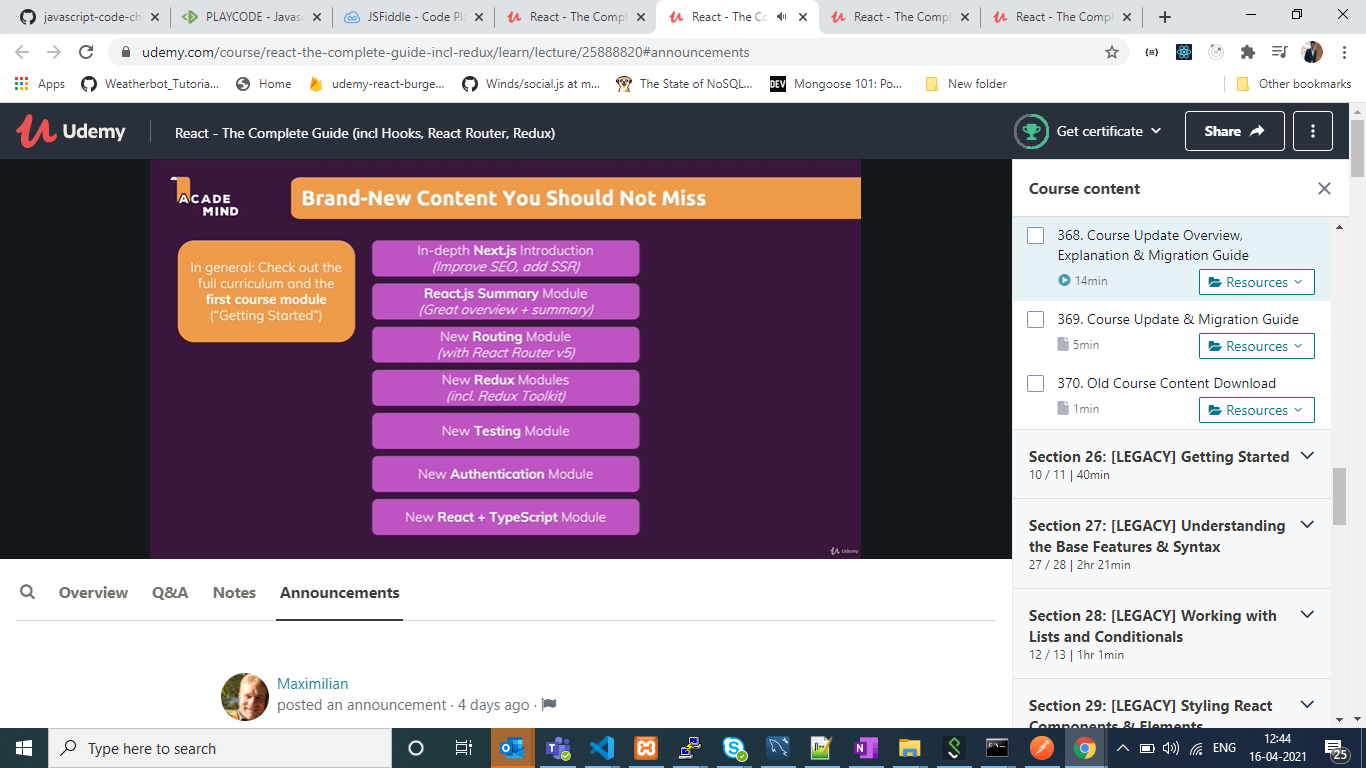 javascript-code-ch
PLAYCODE - Javas
JSFiddle - Code Pl
React - The Compl
React - The Co
React - The Compl
React - The Compl
udemy.com/course/react-the-complete-guide-incl-redux/learn/lecture/25888820#announcements
Apps
Weatherbot_Tutoria...
Home
udemy-react-burge...
Winds/social.js at m...
The State of NoSQL...
DEV
Mongoose 101: Po...
New folder
Other bookmarks
Udemy
React - The Complete Guide (incl Hooks, React Router, Redux)
Get certificate
Share
ACADE
MIND
Brand-New Content You Should Not Miss
In general: Check out the
full curriculum and the
first course module
("Getting Started")
In-depth Next.js Introduction
(Improve SEO, add SSR)
React.js Summary Module
(Great overview + summary)
New Routing Module
(with React Router v5)
New Redux Modules
(incl. Redux Toolkit)
New Testing Module
New Authentication Module
New React + TypeScript Module
Udemy
Course content
368. Course Update Overview,
Explanation & Migration Guide
14min
Resources
369. Course Update & Migration Guide
5min
Resources
370. Old Course Content Download
1min
Resources
Section 26: [LEGACY] Getting Started
10 / 11 | 40min
Section 27: [LEGACY] Understanding
the Base Features & Syntax
27 / 28 | 2hr 21min
Section 28: [LEGACY] Working with
Lists and Conditionals
12 / 13 | 1hr 1min
Section 29: [LEGACY] Styling React
Components & Elements
Overview
Q&A
Notes
Announcements
Maximilian
posted an announcement · 4 days ago ·
Type here to search
ENG
12:44
16-04-2021
25